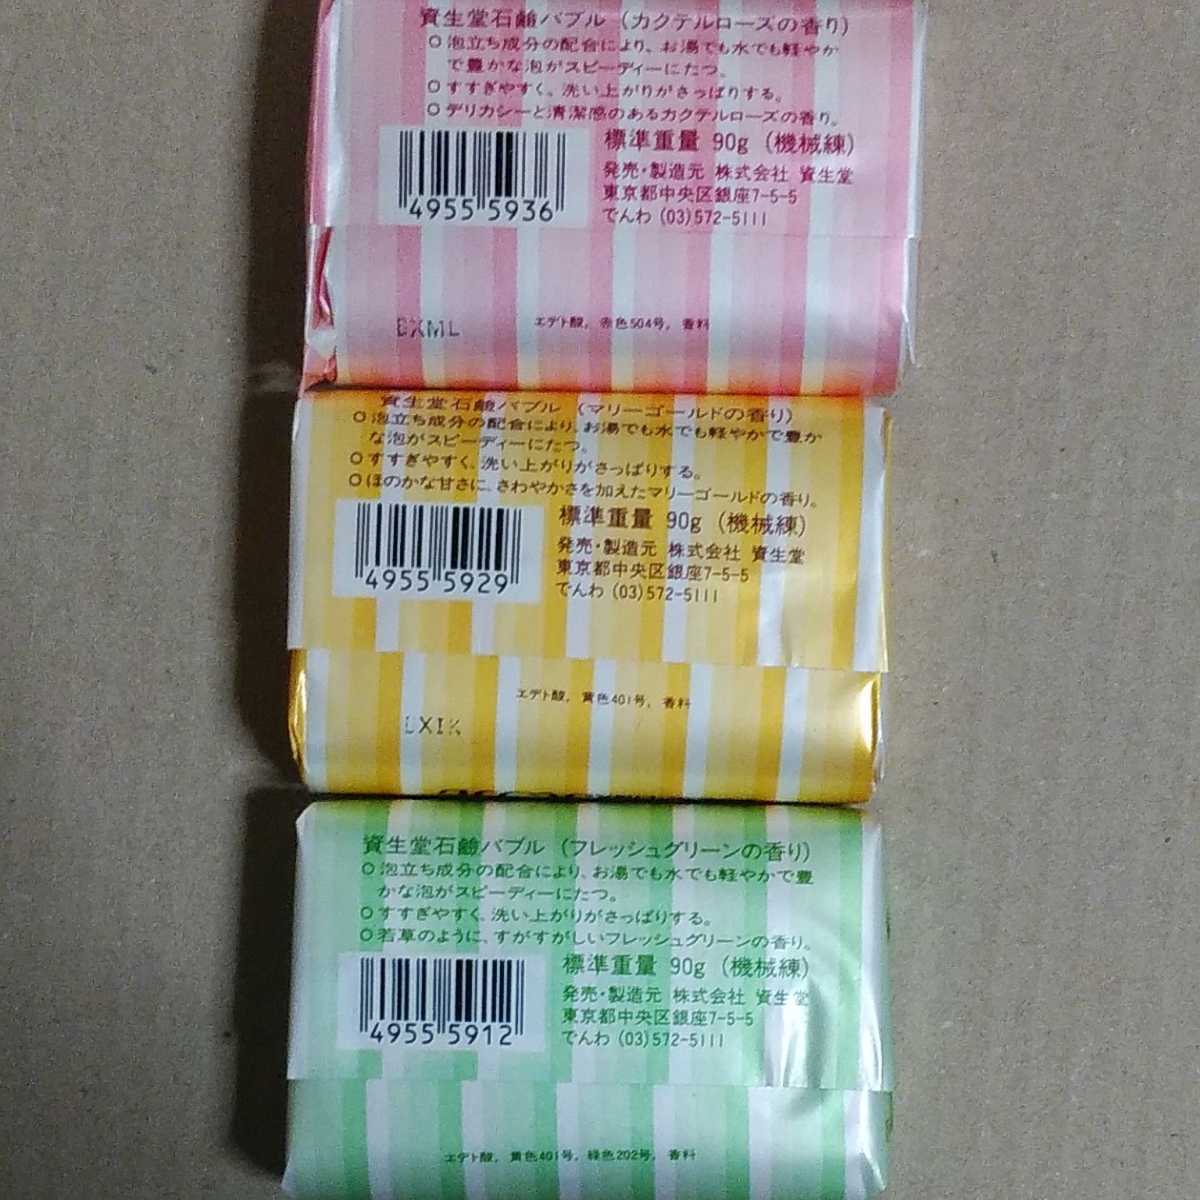 資生堂石鹸バブル（カクテルローズの香り）
○泡立ち成分の配合により、お湯でも水でも軽やか
で豊かな泡がスピーディーにたつ。
○すすぎやすく、洗い上がりがさっぱりする。
○デリカシーと清潔感のあるカクテルローズの香り。
標準重量 90g（機械練）
発売・製造元 株式会社 資生堂
東京都中央区銀座7-5-5
でんわ (03)572-5111
4955 5936
エデト酸, 赤色504号, 香料
資生堂石鹸バブル（マリーゴールドの香り）
○泡立ち成分の配合により、お湯でも水でも軽やかで豊か
な泡がスピーディーにたつ。
○すすぎやすく、洗い上がりがさっぱりする。
○ほのかな甘さに、さわやかさを加えたマリーゴールドの香り。
標準重量 90g（機械練）
発売・製造元 株式会社 資生堂
東京都中央区銀座7-5-5
でんわ (03)572-5111
4955 5929
エデト酸, 黄色401号, 香料
LXIK
資生堂石鹸バブル（フレッシュグリーンの香り）
○泡立ち成分の配合により、お湯でも水でも軽やかで豊
かな泡がスピーディーにたつ。
○すすぎやすく、洗い上がりがさっぱりする。
○若草のように、すがすがしいフレッシュグリーンの香り。
標準重量 90g（機械練）
発売・製造元 株式会社 資生堂
東京都中央区銀座7-5-5
でんわ (03)572-5111
4955 5912
エデト酸, 黄色401号, 緑色202号, 香料